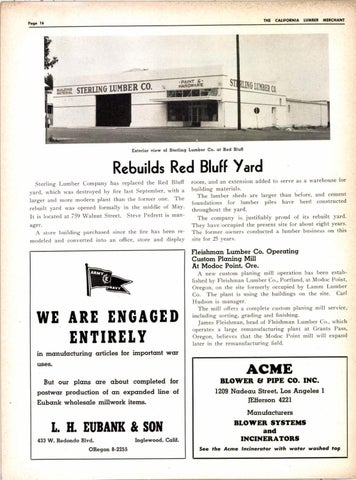 Page 16
THE CALIFORNIA LUMBER MERCHANT
BUILDING MATERIAL
STERLING LUMBER CO.
PAINT & HARDWARE
STERLING LUMBER CO.
Exterior view of Sterling Lumber Co. at Red Bluff
Rebuilds Red Bluff Yard
Sterling Lumber Company has replaced the Red Bluff
yard, which was destroyed by fire last September, with a
larger and more modern plant than the former one. The
rebuilt yard was opened formally in the middle of May.
It is located at 759 Walnut Street. Steve Pedrett is man-
ager.
A store building purchased since the fire has been re-
modeled and converted into an office, store and display
room, and an extension added to serve as a warehouse for
building materials.
The lumber sheds are larger than before, and cement
foundations for lumber piles have been constructed
throughout the yard.
The company is justifiably proud of its rebuilt yard.
They have occupied the present site for about eight years.
The former owners conducted a lumber business on this
site for 25 years.
Fleishman Lumber Co. Operating
Custom Planing Mill
At Modoc Point, Ore.
A new custom planing mill operation has been estab-
lished by Fleishman Lumber Co., Portland, at Modoc Point,
Oregon, on the site formerly occupied by Lamm Lumber
Co. The plant is using the buildings on the site. Carl
Hudson is manager.
The mill offers a complete custom planing mill service,
including sorting, grading and finishing.
James Fleishman, head of Fleishman Lumber Co., which
operates a large remanufacturing plant at Grants Pass,
Oregon, believes that the Modoc Point mill will expand
later in the remanufacturing field.
ARMY E NAVY
WE ARE ENGAGED
ENTIRELY
in manufacturing articles for important war
uses.
But our plans are about completed for
postwar production of an expanded line of
Eubank wholesale millwork items.
L. H. EUBANK & SON
433 W. Redondo Blvd. Inglewood, Calif.
ORegon 8-2255
ACME
BLOWER & PIPE CO. INC.
1209 Nadeau Street, Los Angeles 1
JEfferson 4221
Manufacturers
BLOWER SYSTEMS
and
INCINERATORS
See the Acme Incinerator with water washed top